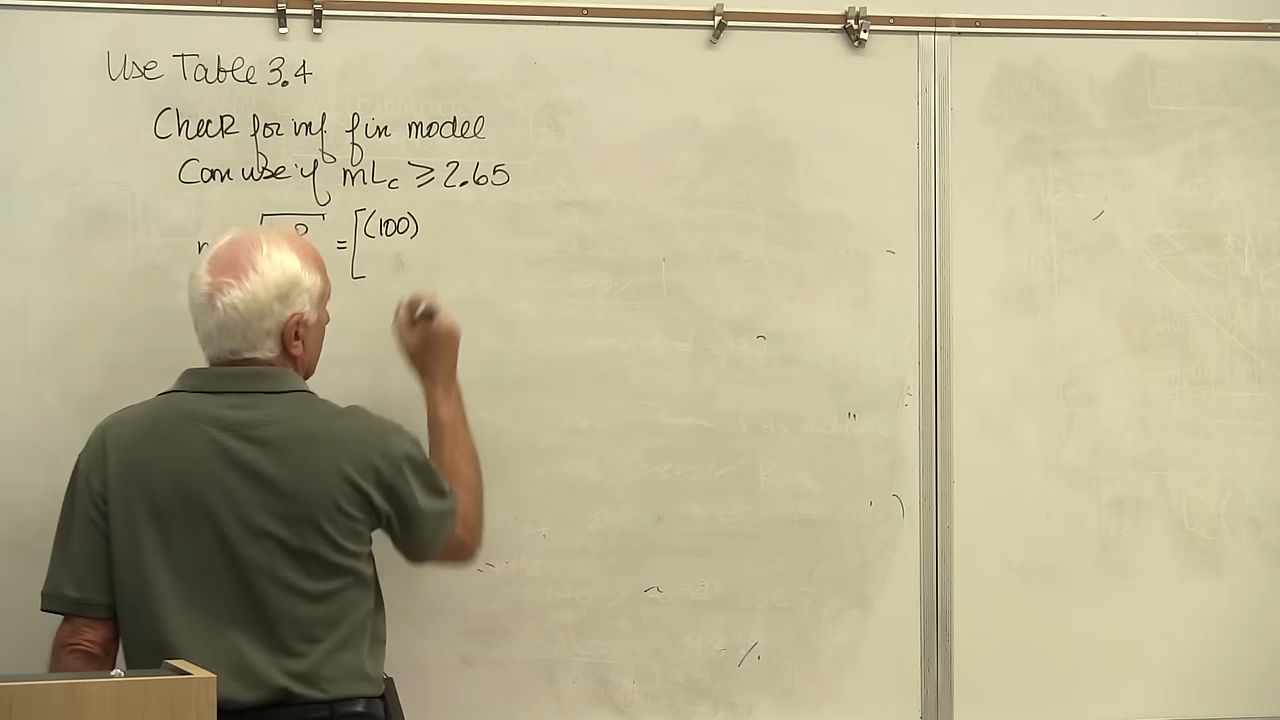 Use Table 3.4
Check for inf fin model
Can use if mLc ≥ 2.65
= [(100)